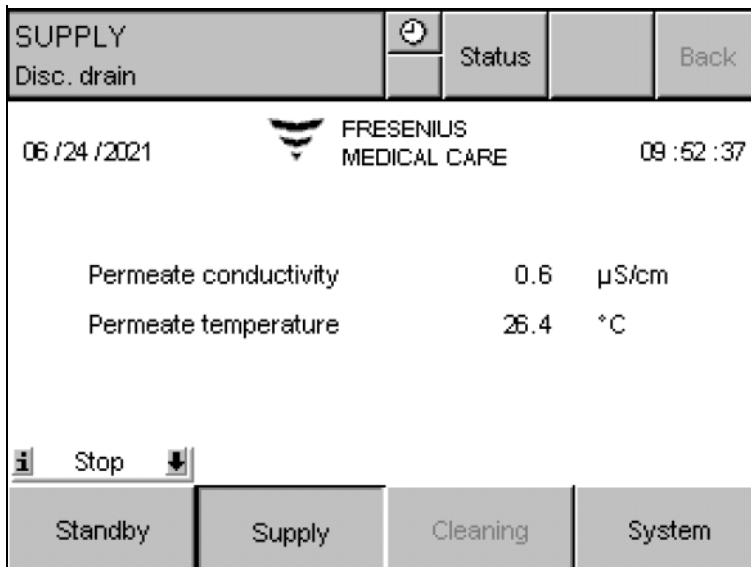 SUPPLY
Disc. drain
Status
Back
06 /24 /2021
FRESENIUS
MEDICAL CARE
09 :52 :37
Permeate conductivity 0.6 µS/cm
Permeate temperature 26.4 °C
i Stop
Standby Supply Cleaning System